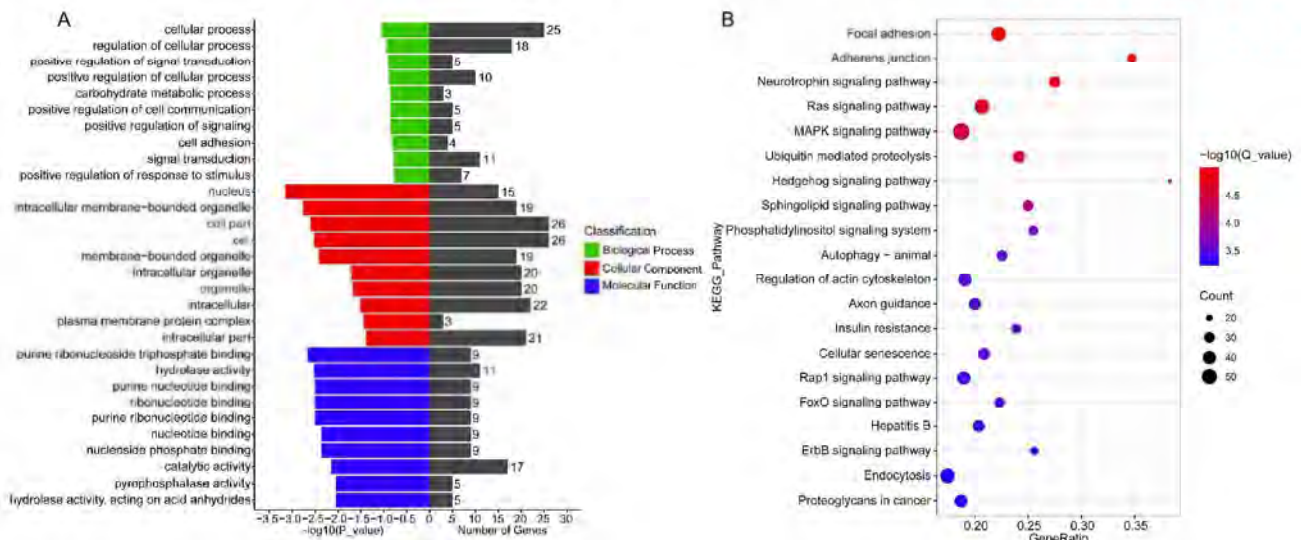 A
cellular process
25
regulation of cellular process
18
positive regulation of signal transduction
5
positive regulation of cellular process
10
carbohydrate metabolic process
3
positive regulation of cell communication
5
positive regulation of signaling
5
cell adhesion
4
signal transduction
11
positive regulation of response to stimulus
7
nucleus
15
intracellular membrane-bounded organelle
19
cell part
26
cell
26
membrane-bounded organelle
19
intracellular organelle
20
organelle
20
intracellular
22
plasma membrane protein complex
3
intracellular part
21
purine ribonucleoside triphosphate binding
9
hydrolase activity
11
purine nucleotide binding
9
ribonucleotide binding
9
purine ribonucleotide binding
9
nucleotide binding
9
nucleoside phosphate binding
9
catalytic activity
17
pyrophosphatase activity
5
hydrolase activity, acting on acid anhydrides
5
-3.5 -3.0 -2.5 -2.0 -1.5 -1.0 -0.5 0 5 10 15 20 25 30
-log10(P_value) Number of Genes
Classification
Biological Process
Cellular Component
Molecular Function
B
KEGG_Pathway
Focal adhesion
Adherens junction
Neurotrophin signaling pathway
Ras signaling pathway
MAPK signaling pathway
Ubiquitin mediated proteolysis
Hedgehog signaling pathway
Sphingolipid signaling pathway
Phosphatidylinositol signaling system
Autophagy - animal
Regulation of actin cytoskeleton
Axon guidance
Insulin resistance
Cellular senescence
Rap1 signaling pathway
FoxO signaling pathway
Hepatitis B
ErbB signaling pathway
Endocytosis
Proteoglycans in cancer
0.20 0.25 0.30 0.35
GeneRatio
-log10(Q_value)
4.5
4.0
3.5
Count
20
30
40
50